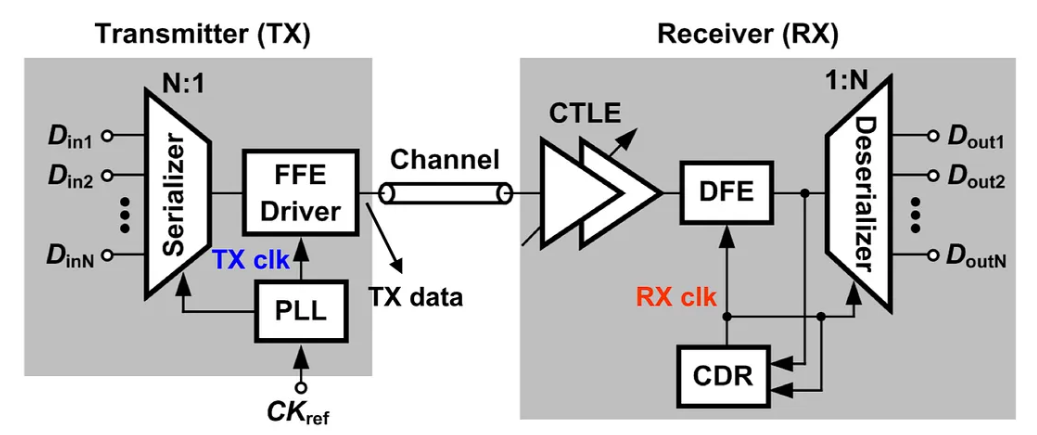 Transmitter (TX)
Receiver (RX)
N:1
1:N
Din1
Din2
DinN
Serializer
FFE
Driver
TX clk
PLL
CKref
Channel
TX data
CTLE
DFE
RX clk
CDR
Deserializer
Dout1
Dout2
DoutN